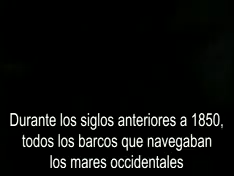 Durante los siglos anteriores a 1850,
todos los barcos que navegaban
los mares occidentales